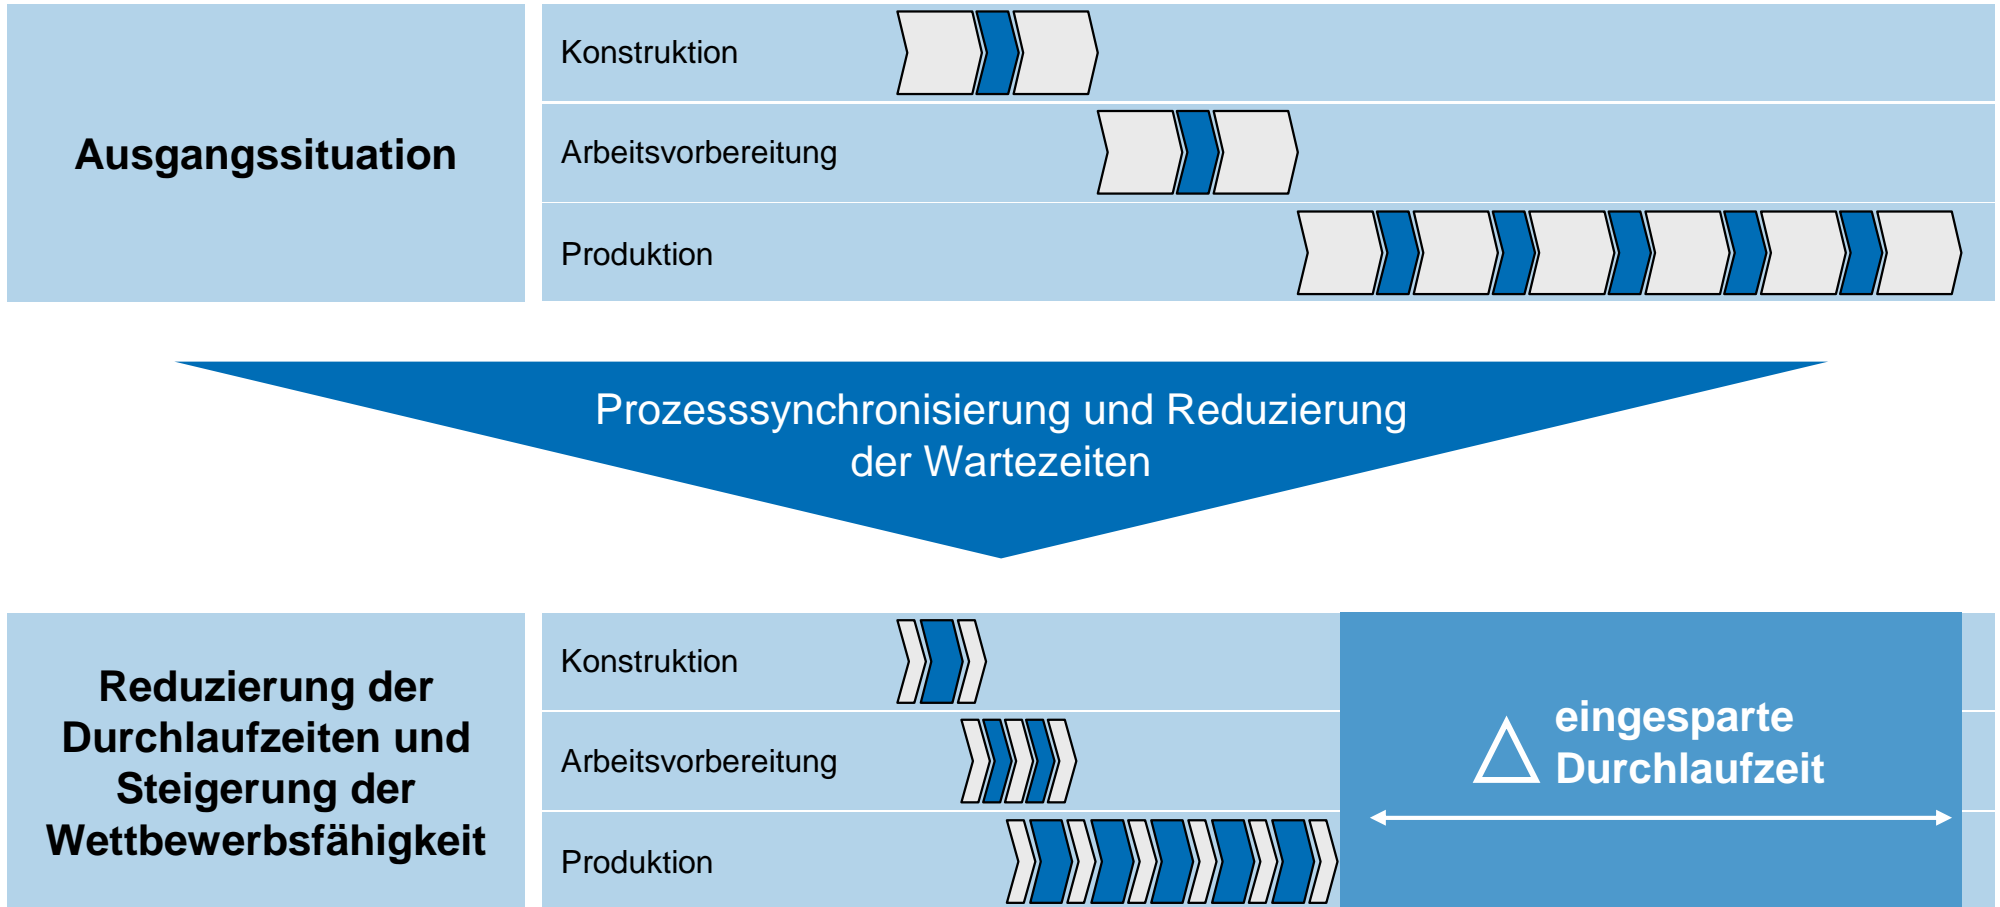 Ausgangssituation
Konstruktion
Arbeitsvorbereitung
Produktion
Prozesssynchronisierung und Reduzierung
der Wartezeiten
Reduzierung der
Durchlaufzeiten und
Steigerung der
Wettbewerbsfähigkeit
Konstruktion
Arbeitsvorbereitung
Produktion
eingesparte
Durchlaufzeit